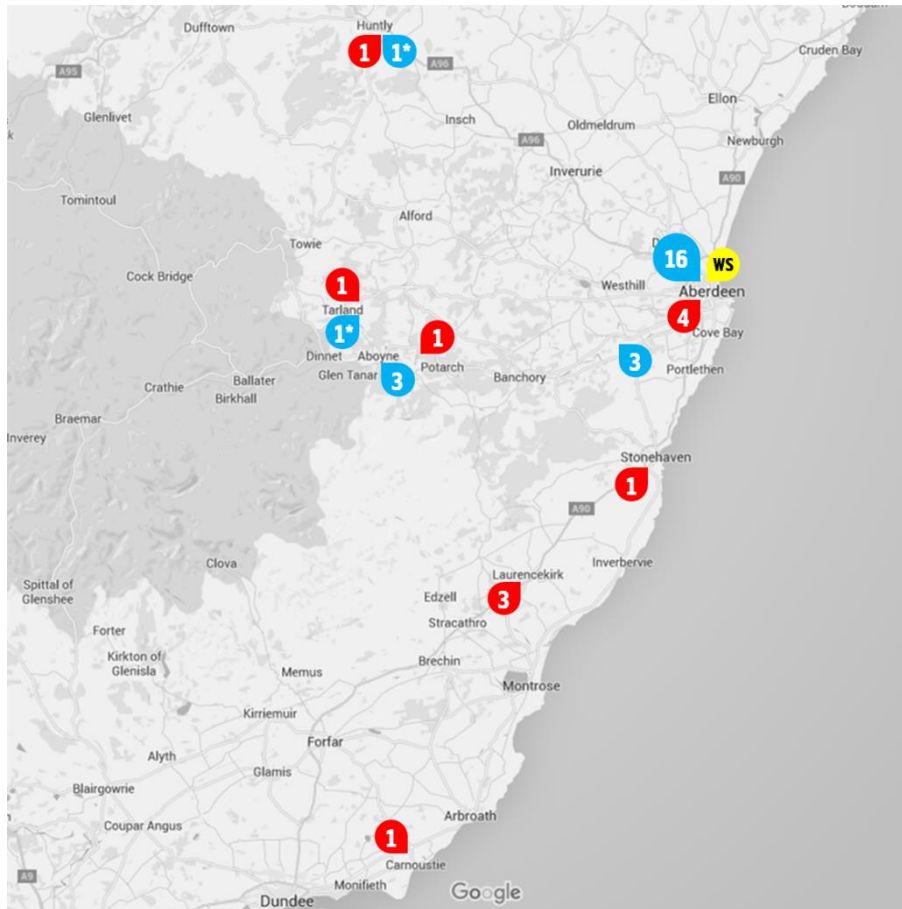 Huntly
Dufftown
1
1*
Cruden Bay
A95
A96
Ellon
Glenlivet
Insch
Oldmeldrum
Newburgh
A96
Inverurie
A90
Tomintoul
Alford
Towie
16
WS
Cock Bridge
Westhill
1
Aberdeen
Tarland
4
1*
1
Cove Bay
Dinnet
Aboyne
3
Potarch
Portlethen
Glen Tanar
3
Banchory
Crathie
Ballater
Birkhall
Braemar
Inverey
Stonehaven
1
A90
Clova
Inverbervie
Laurencekirk
Spittal of
Glenshee
Edzell
3
Stracathro
Forter
Kirkton of
Glenisla
Brechin
Memus
Montrose
Kirriemuir
Forfar
Alyth
Glamis
Blairgowrie
Arbroath
Coupar Angus
1
Carnoustie
A9
Monifieth
Google
Dundee